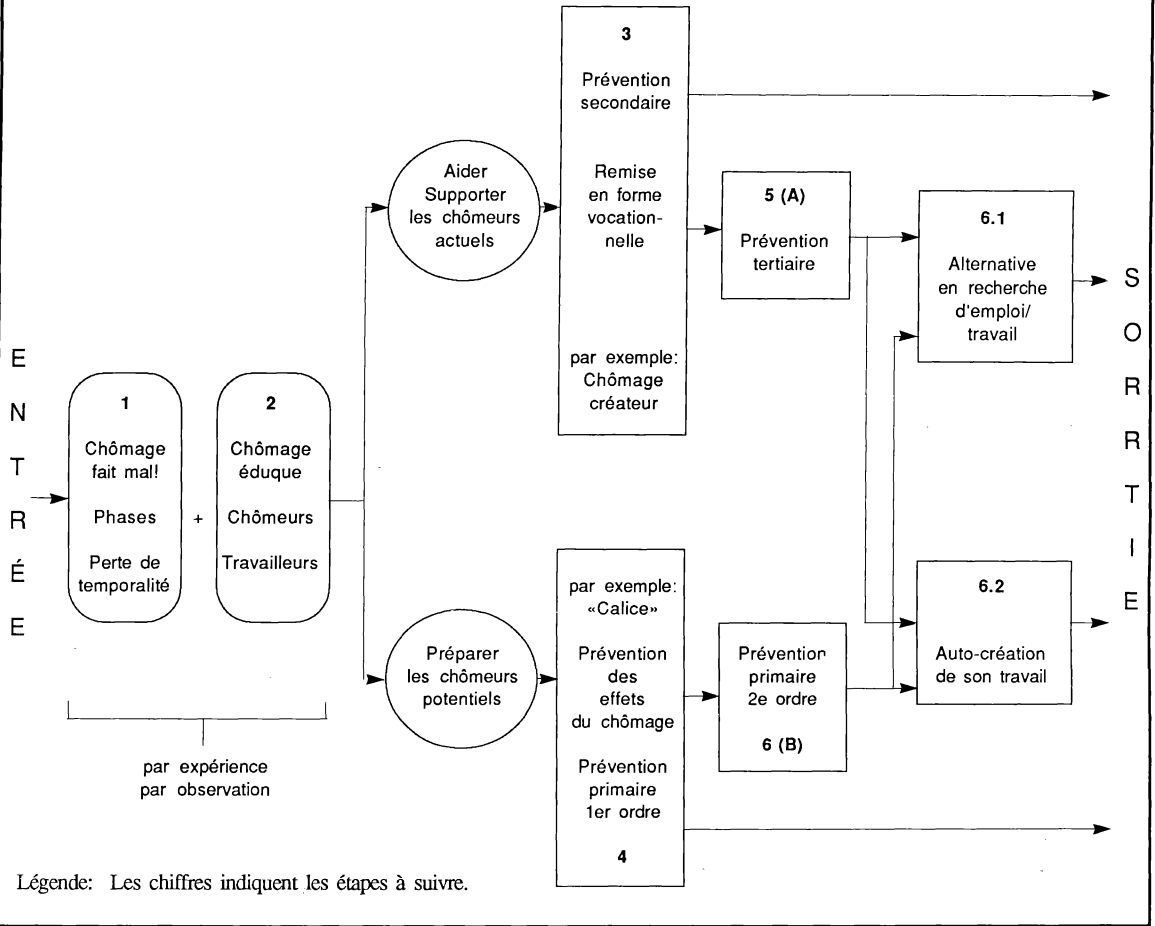 E
N
T
R
É
E
1
Chômage
fait mal!
Phases
Perte de
temporalité
+
2
Chômage
éduque
Chômeurs
Travailleurs
par expérience
par observation
Aider
Supporter
les chômeurs
actuels
Préparer
les chômeurs
potentiels
3
Prévention
secondaire
Remise
en forme
vocation-
nelle
par exemple:
Chômage
créateur
par exemple:
«Calice»
Prévention
des
effets
du chômage
Prévention
primaire
1er ordre
4
5 (A)
Prévention
tertiaire
Prévention
primaire
2e ordre
6 (B)
6.1
Alternative
en recherche
d'emploi/
travail
6.2
Auto-création
de son travail
S
O
R
R
T
I
E
Légende: Les chiffres indiquent les étapes à suivre.